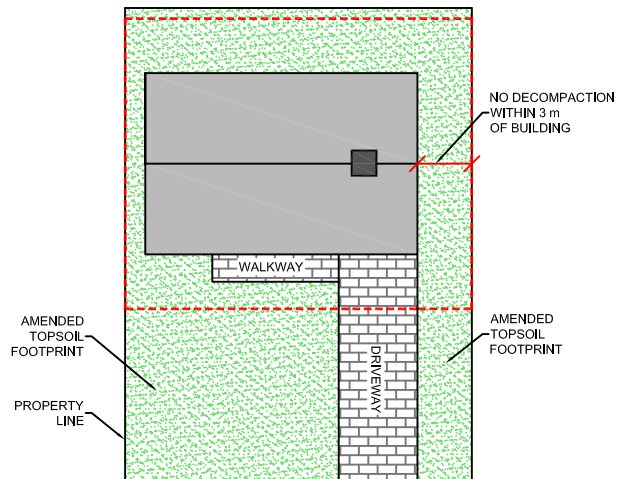 NO DECOMPACTION
WITHIN 3 m
OF BUILDING
WALKWAY
AMENDED
TOPSOIL
FOOTPRINT
AMENDED
TOPSOIL
FOOTPRINT
DRIVEWAY
PROPERTY
LINE